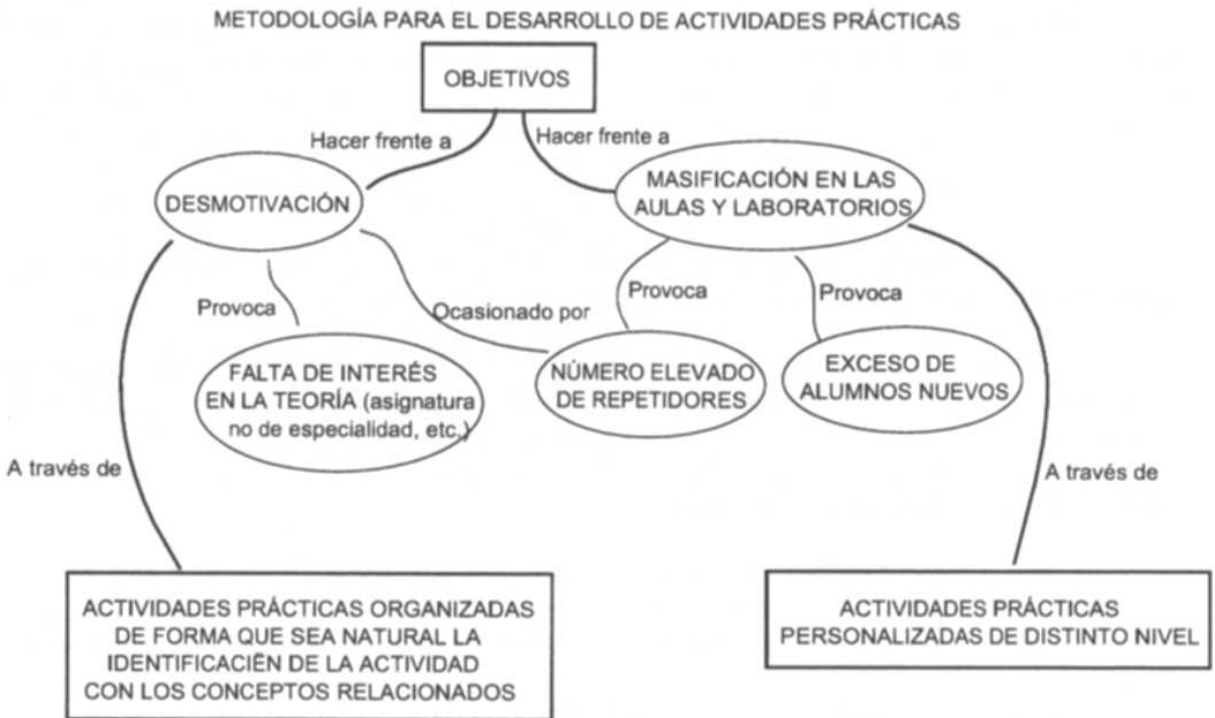 METODOLOGÍA PARA EL DESARROLLO DE ACTIVIDADES PRÁCTICAS
OBJETIVOS
Hacer frente a
Hacer frente a
DESMOTIVACIÓN
MASIFICACIÓN EN LAS
AULAS Y LABORATORIOS
Provoca
Ocasionado por
Provoca
Provoca
FALTA DE INTERÉS
EN LA TEORÍA (asignatura
no de especialidad, etc.)
NÚMERO ELEVADO
DE REPETIDORES
EXCESO DE
ALUMNOS NUEVOS
A través de
A través de
ACTIVIDADES PRÁCTICAS ORGANIZADAS
DE FORMA QUE SEA NATURAL LA
IDENTIFICACIËN DE LA ACTIVIDAD
CON LOS CONCEPTOS RELACIONADOS
ACTIVIDADES PRÁCTICAS
PERSONALIZADAS DE DISTINTO NIVEL